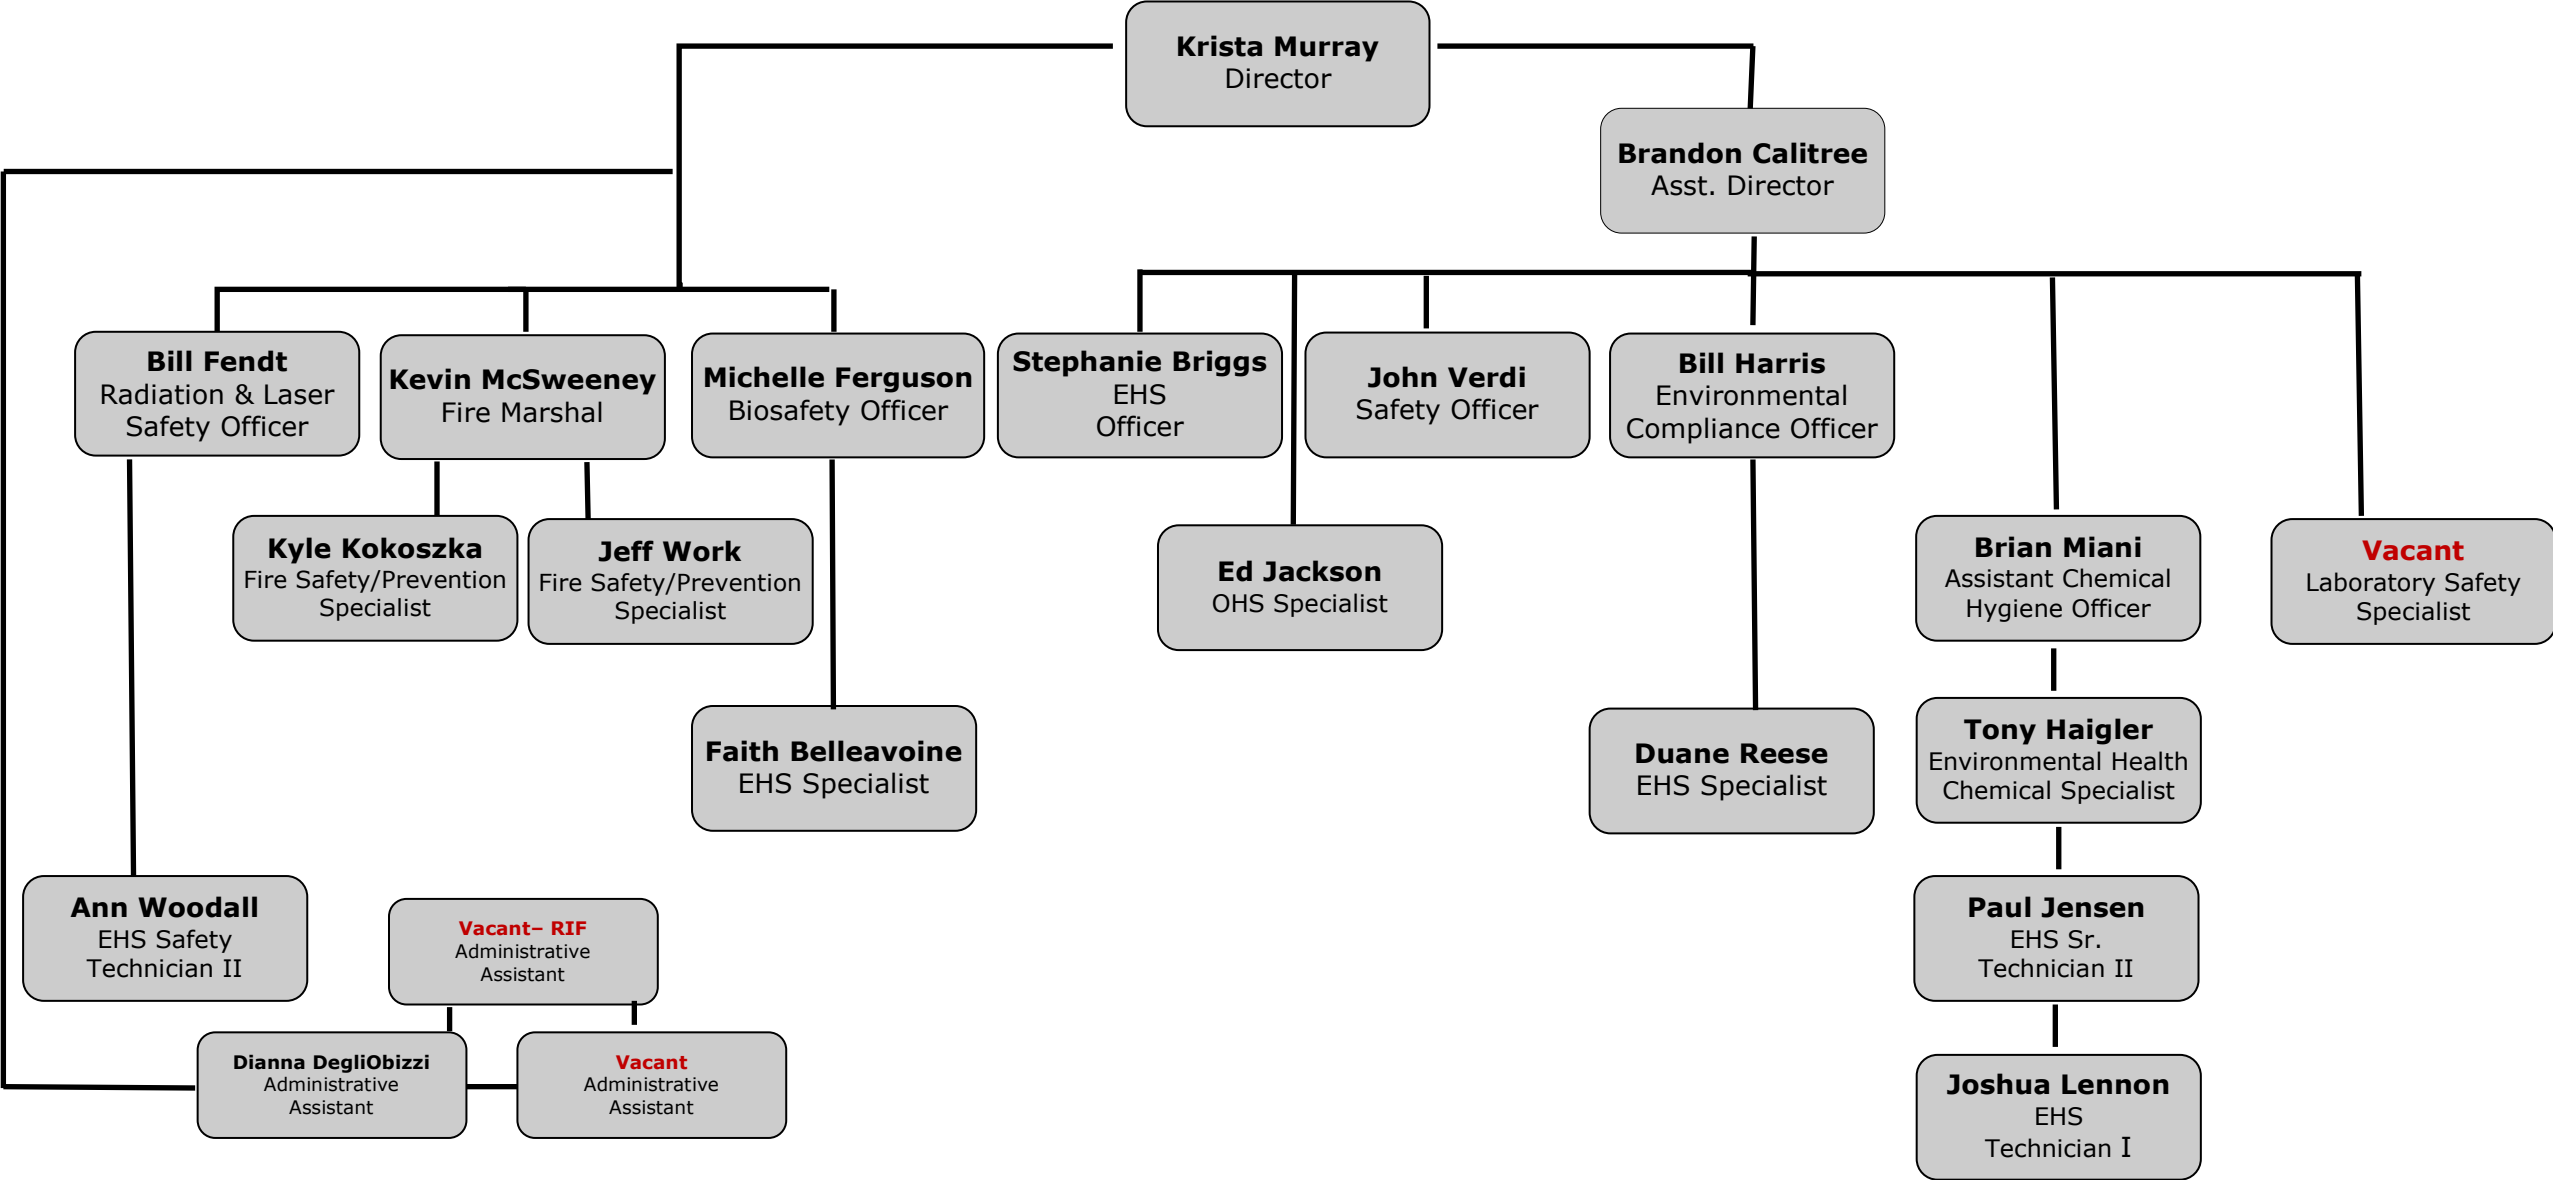 Krista Murray
Director
Brandon Calitree
Asst. Director
Bill Fendt
Radiation & Laser
Safety Officer
Kevin McSweeney
Fire Marshal
Michelle Ferguson
Biosafety Officer
Stephanie Briggs
EHS
Officer
John Verdi
Safety Officer
Bill Harris
Environmental
Compliance Officer
Kyle Kokoszka
Fire Safety/Prevention
Specialist
Jeff Work
Fire Safety/Prevention
Specialist
Ed Jackson
OHS Specialist
Brian Miani
Assistant Chemical
Hygiene Officer
Vacant
Laboratory Safety
Specialist
Faith Belleavoine
EHS Specialist
Duane Reese
EHS Specialist
Tony Haigler
Environmental Health
Chemical Specialist
Ann Woodall
EHS Safety
Technician II
Vacant– RIF
Administrative
Assistant
Paul Jensen
EHS Sr.
Technician II
Dianna DegliObizzi
Administrative
Assistant
Vacant
Administrative
Assistant
Joshua Lennon
EHS
Technician I